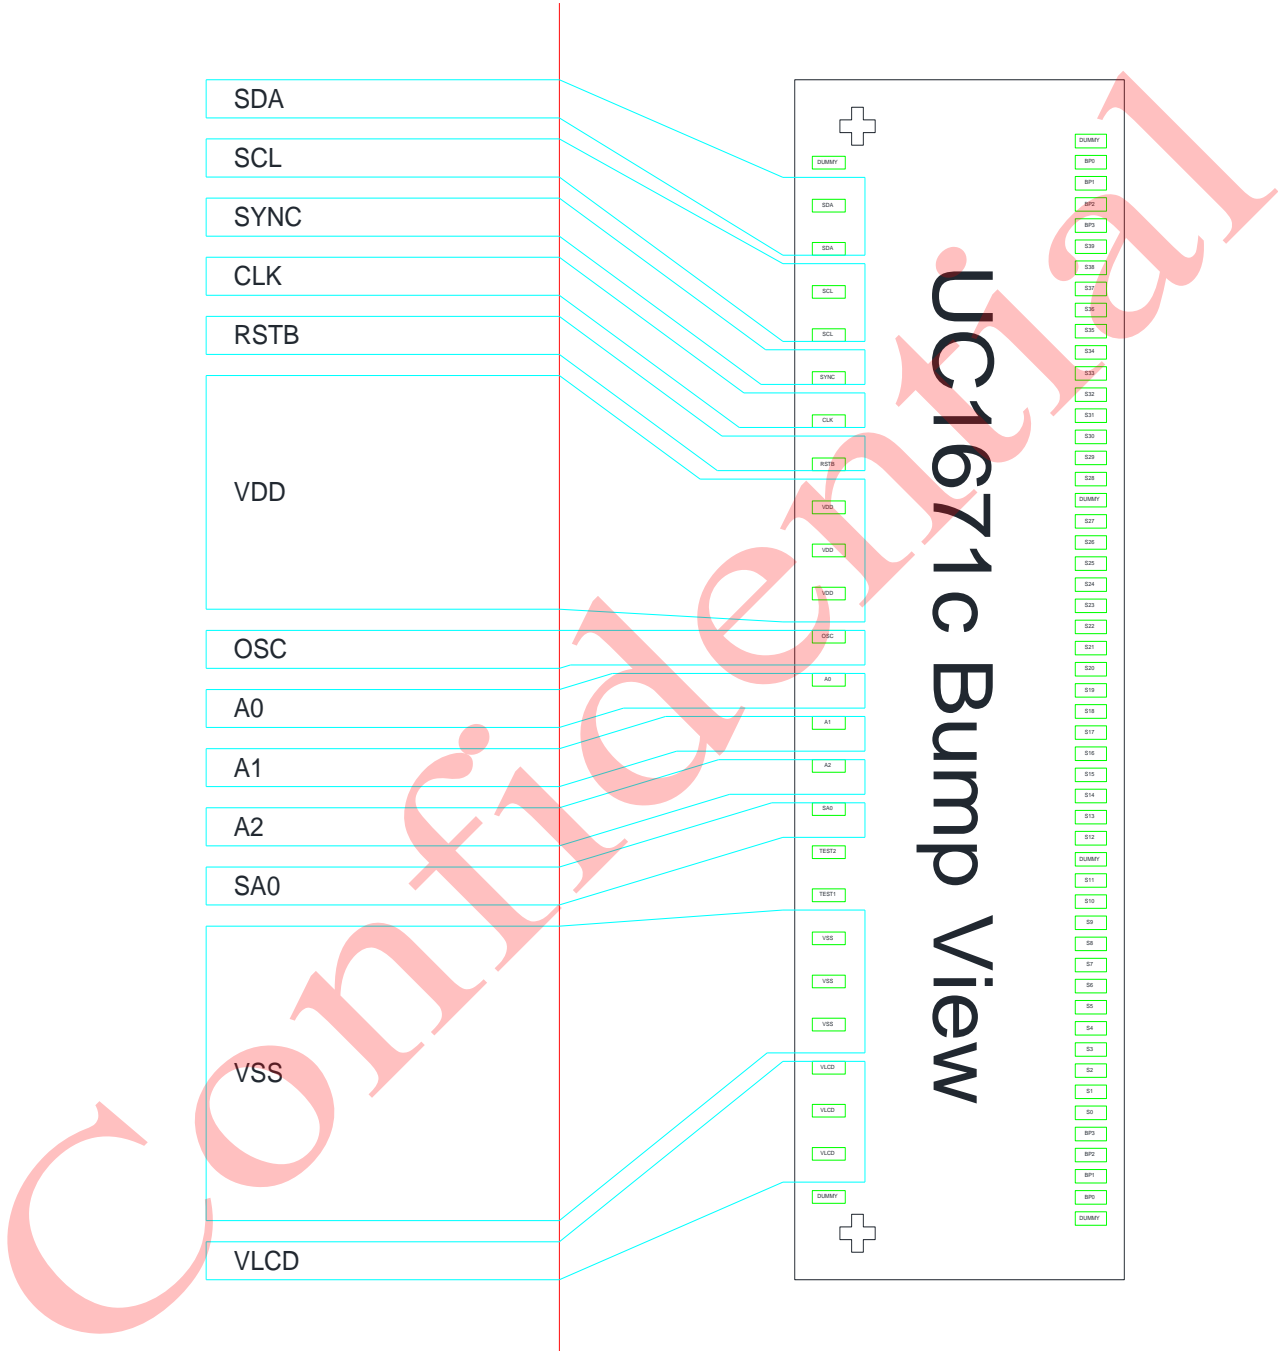 SDA
SCL
SYNC
CLK
RSTB
VDD
OSC
A0
A1
A2
SA0
VSS
VLCD
DUMMY
SDA
SDA
SCL
SCL
SYNC
CLK
RSTB
VDD
VDD
VDD
OSC
A0
A1
A2
SA0
TEST2
TEST1
VSS
VSS
VSS
VLCD
VLCD
VLCD
DUMMY
UC1671c Bump View
DUMMY
BP0
BP1
BP2
BP3
S39
S38
S37
S36
S35
S34
S33
S32
S31
S30
S29
S28
DUMMY
S27
S26
S25
S24
S23
S22
S21
S20
S19
S18
S17
S16
S15
S14
S13
S12
DUMMY
S11
S10
S9
S8
S7
S6
S5
S4
S3
S2
S1
S0
BP3
BP2
BP1
BP0
DUMMY
Confidential